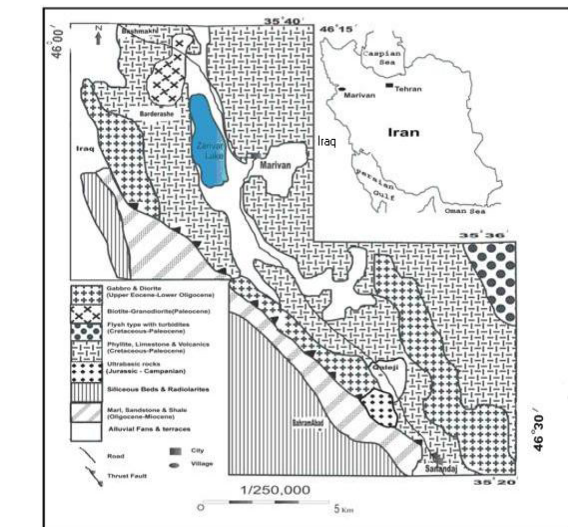 46°00'
35°40'
46°15'
N
Bashmakhl
Barderashe
Iraq
Zarivar
Lake
Marivan
Caspian
Sea
Marivan
Tehran
Iraq
Iran
Persian
Gulf
Oman Sea
35°36'
Gabbro & Diorite
(Upper Eocene-Lower Oligocene)
Biotite-Granodiorite(Paleocene)
Flysh type with turbidites
(Cretaceous-Paleocene)
Phyllite, Limestone & Volcanics
(Cretaceous-Paleocene)
Ultrabasic rocks
(Jurassic - Campanian)
Siliceous Beds & Radiolarites
Marl, Sandstone & Shale
(Oligocene-Miocene)
Alluvial Fans & terraces
Road
Thrust Fault
City
Village
BahramAbad
Sanandaj
46°30'
35°20'
1/250,000
0
5 Km